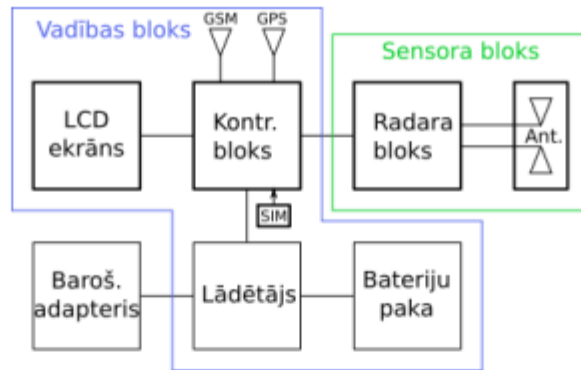 GSM GPS
Vadības bloks
Sensora bloks
LCD
ekrāns
Kontr.
bloks
Radara
bloks
Ant.
SIM
Baroš.
adapteris
Lādētājs
Bateriju
paka